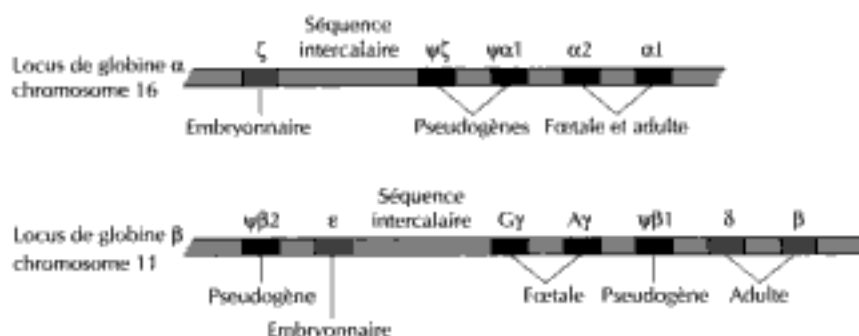 Séquence
intercalaire
ζ ψζ ψα1 α2 α1
Locus de globine α
chromosome 16
Embryonnaire Pseudogènes Fœtale et adulte
Séquence
intercalaire
ψβ2 ε Gγ Aγ ψβ1 δ β
Locus de globine β
chromosome 11
Pseudogène Fœtale Pseudogène Adulte
Embryonnaire